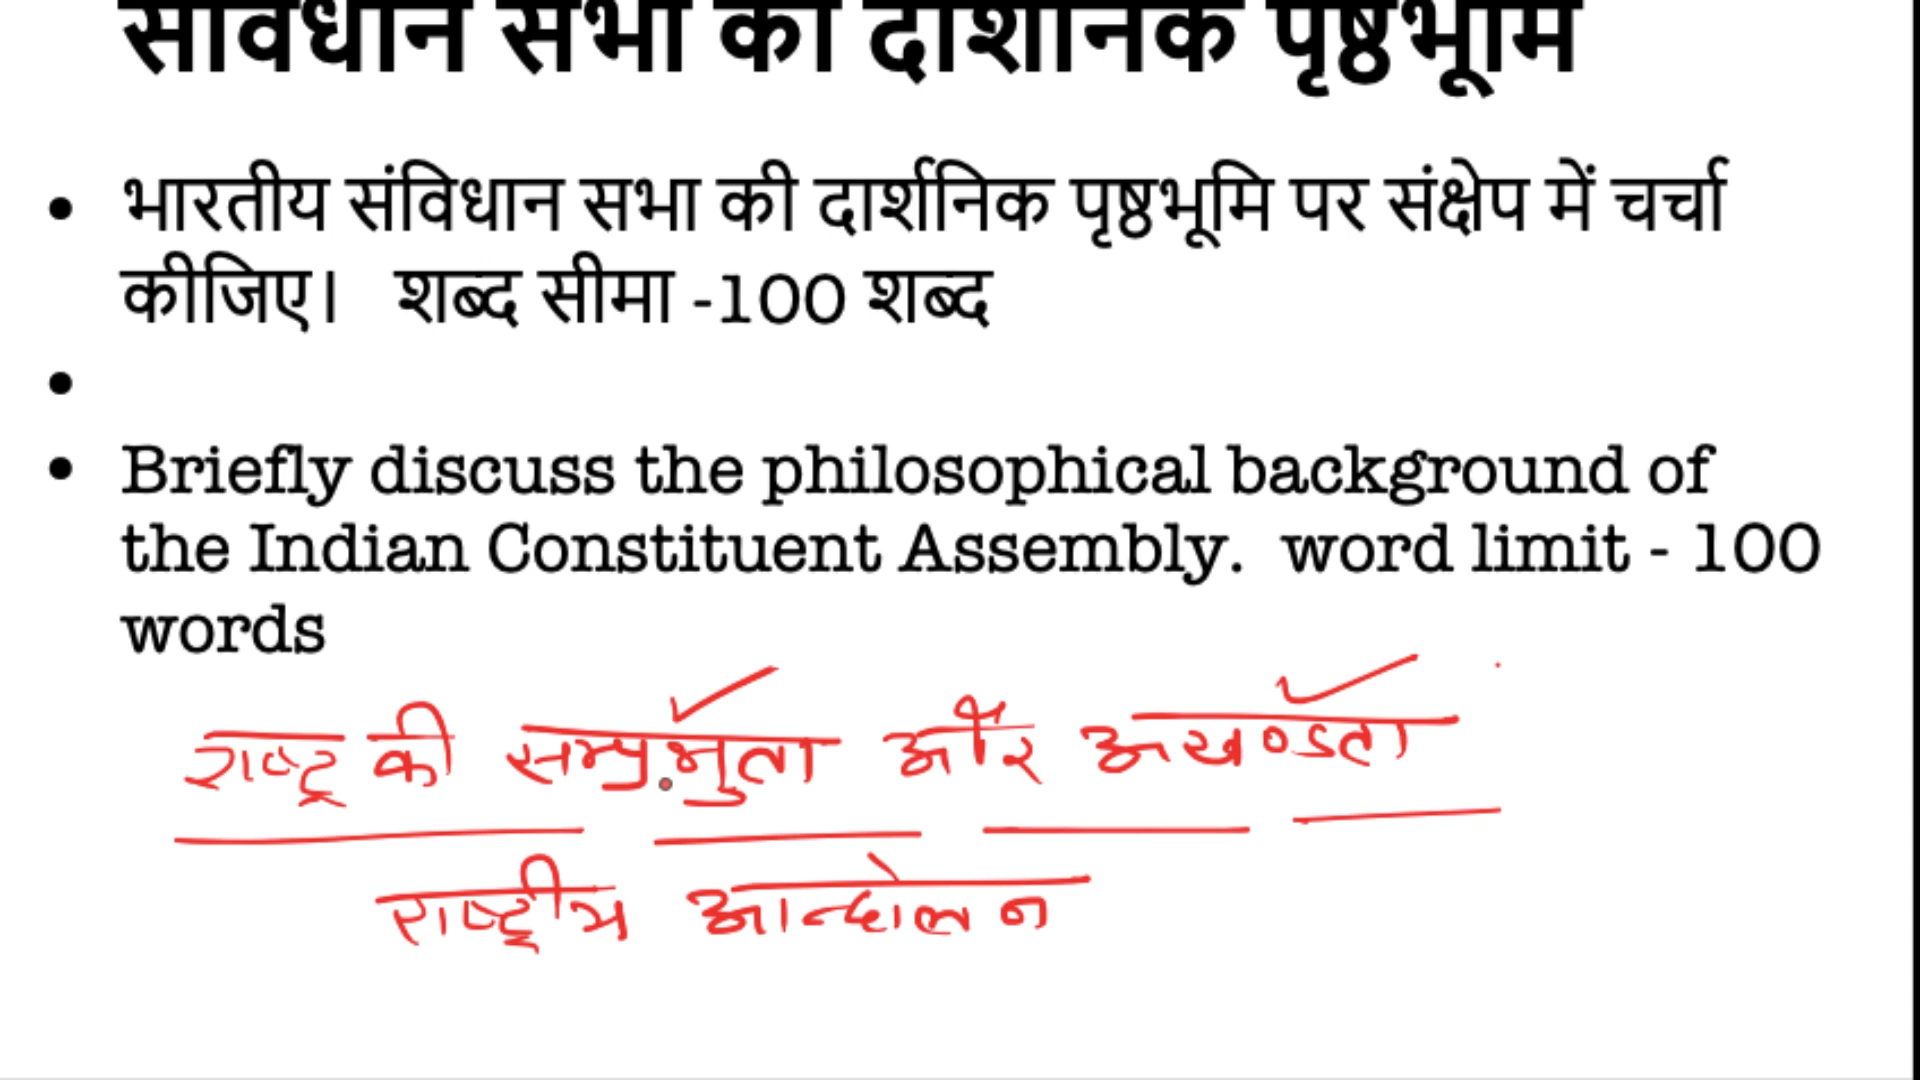 संविधान सभा की दार्शनिक पृष्ठभूमि
भारतीय संविधान सभा की दार्शनिक पृष्ठभूमि पर संक्षेप में चर्चा
कीजिए। शब्द सीमा -100 शब्द
Briefly discuss the philosophical background of
the Indian Constituent Assembly. word limit - 100
words
राष्ट्र की सम्प्रभुता और अखण्डता
राष्ट्रीय आन्दोलन